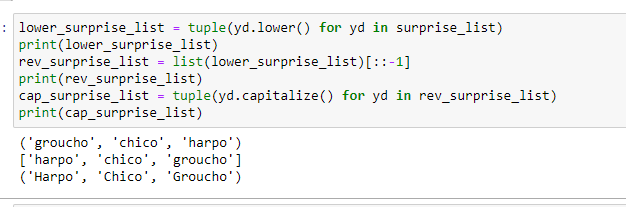 :
lower_surprise_list = tuple(yd.lower() for yd in surprise_list)
print(lower_surprise_list)
rev_surprise_list = list(lower_surprise_list)[::-1]
print(rev_surprise_list)
cap_surprise_list = tuple(yd.capitalize() for yd in rev_surprise_list)
print(cap_surprise_list)
('groucho', 'chico', 'harpo')
['harpo', 'chico', 'groucho']
('Harpo', 'Chico', 'Groucho')